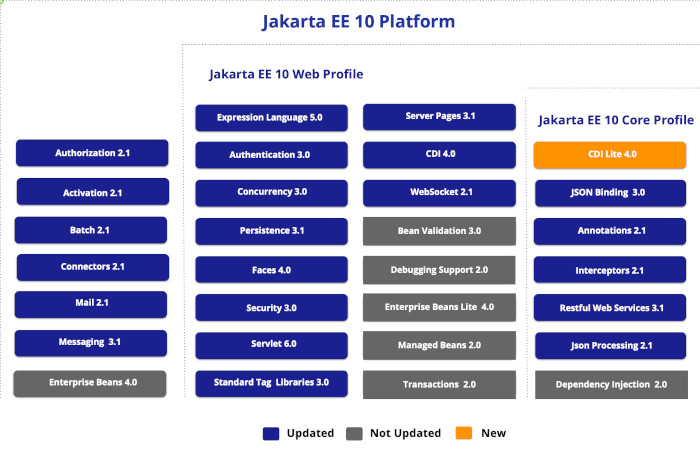 Jakarta EE 10 Platform
Jakarta EE 10 Web Profile
Jakarta EE 10 Core Profile
Authorization 2.1
Activation 2.1
Batch 2.1
Connectors 2.1
Mail 2.1
Messaging 3.1
Enterprise Beans 4.0
Expression Language 5.0
Authentication 3.0
Concurrency 3.0
Persistence 3.1
Faces 4.0
Security 3.0
Servlet 6.0
Standard Tag Libraries 3.0
Server Pages 3.1
CDI 4.0
WebSocket 2.1
Bean Validation 3.0
Debugging Support 2.0
Enterprise Beans Lite 4.0
Managed Beans 2.0
Transactions 2.0
CDI Lite 4.0
JSON Binding 3.0
Annotations 2.1
Interceptors 2.1
Restful Web Services 3.1
Json Processing 2.1
Dependency Injection 2.0
Updated
Not Updated
New